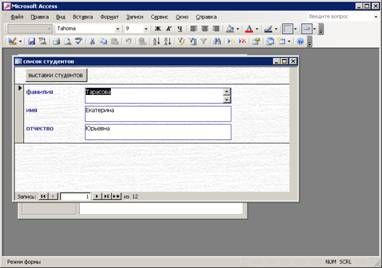 Microsoft Access
Файл Правка Вид Вставка Формат Записи Сервис Окно Справка
Введите вопрос
Tahoma 9 Ж К Ч
список студентов
выставки студентов
фамилия Тарасова
имя Екатерина
отчество Юрьевна
Запись: 1 из 12
Режим формы NUM SCRL